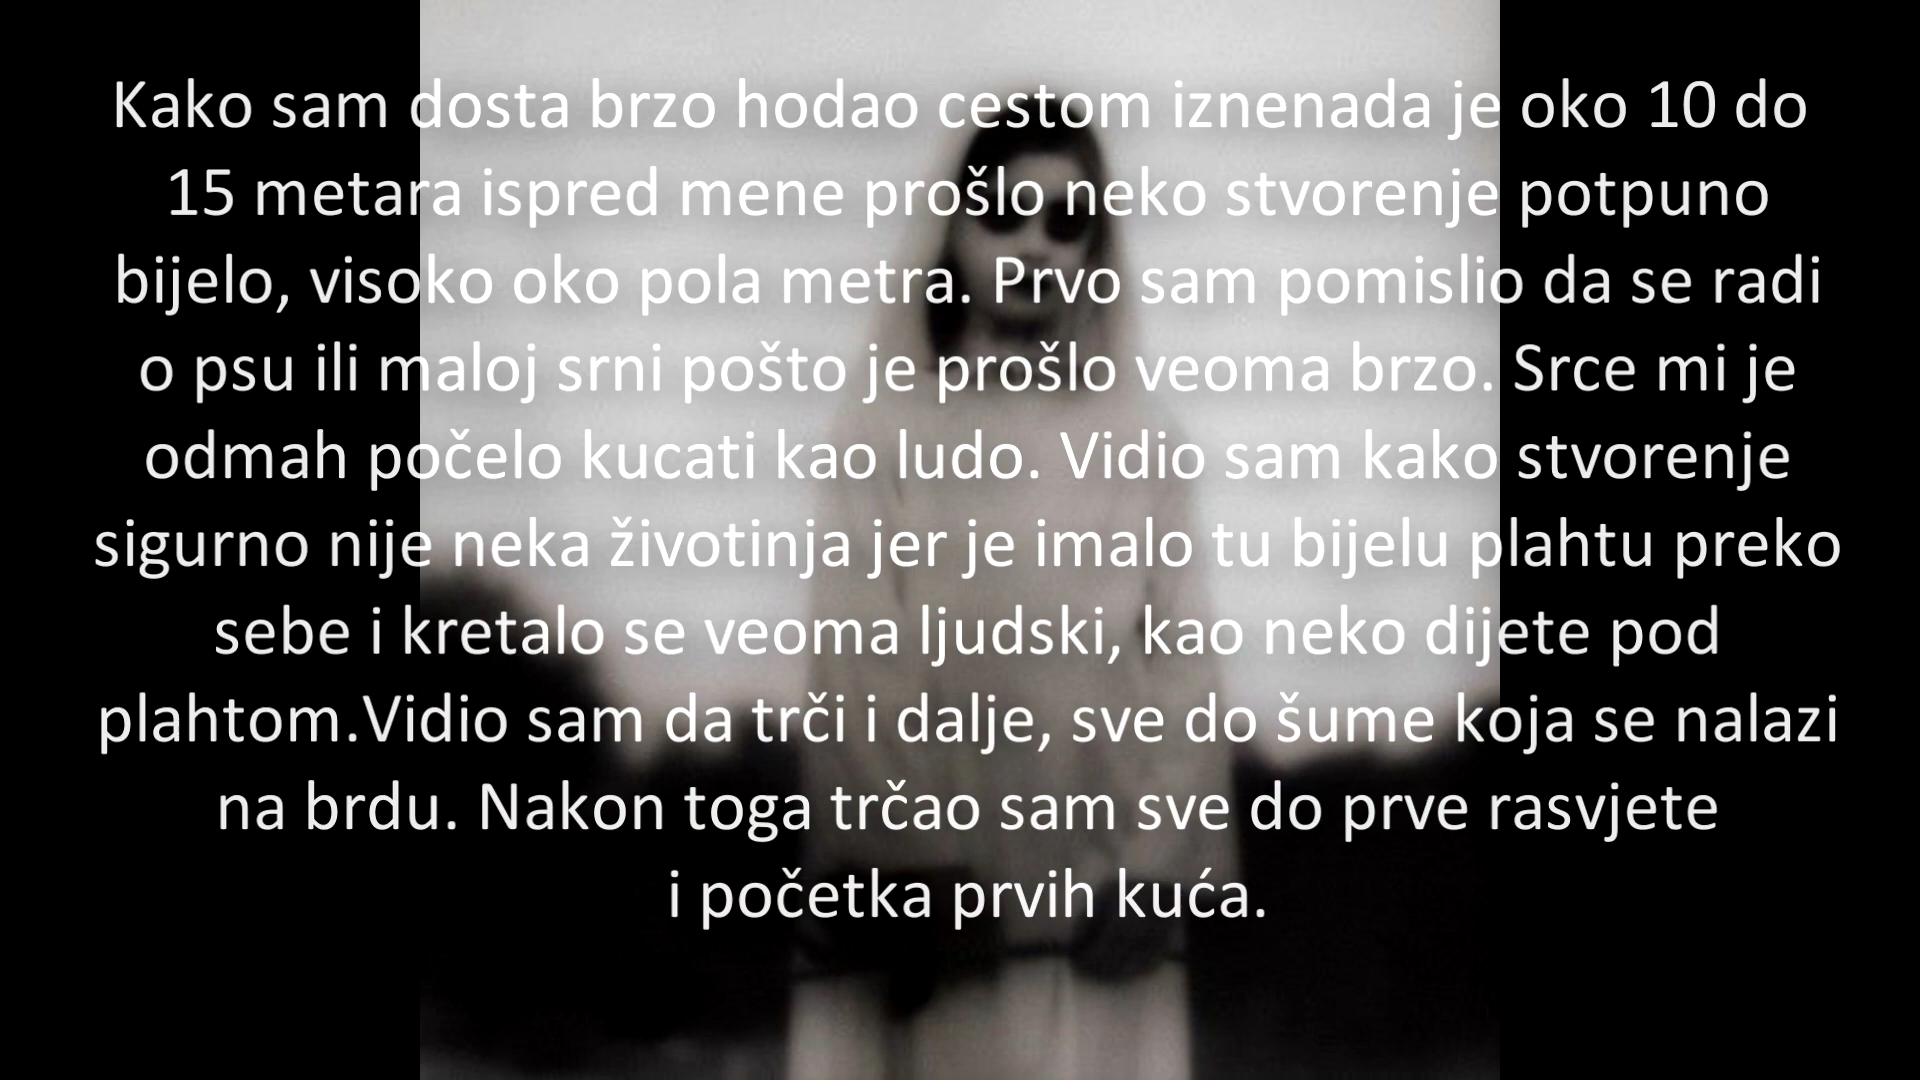 Kako sam dosta brzo hodao cestom iznenada je oko 10 do
15 metara ispred mene prošlo neko stvorenje potpuno
bijelo, visoko oko pola metra. Prvo sam pomislio da se radi
o psu ili maloj srni pošto je prošlo veoma brzo. Srce mi je
odmah počelo kucati kao ludo. Vidio sam kako stvorenje
sigurno nije neka životinja jer je imalo tu bijelu plahtu preko
sebe i kretalo se veoma ljudski, kao neko dijete pod
plahtom.Vidio sam da trči i dalje, sve do šume koja se nalazi
na brdu. Nakon toga trčao sam sve do prve rasvjete
i početka prvih kuća.